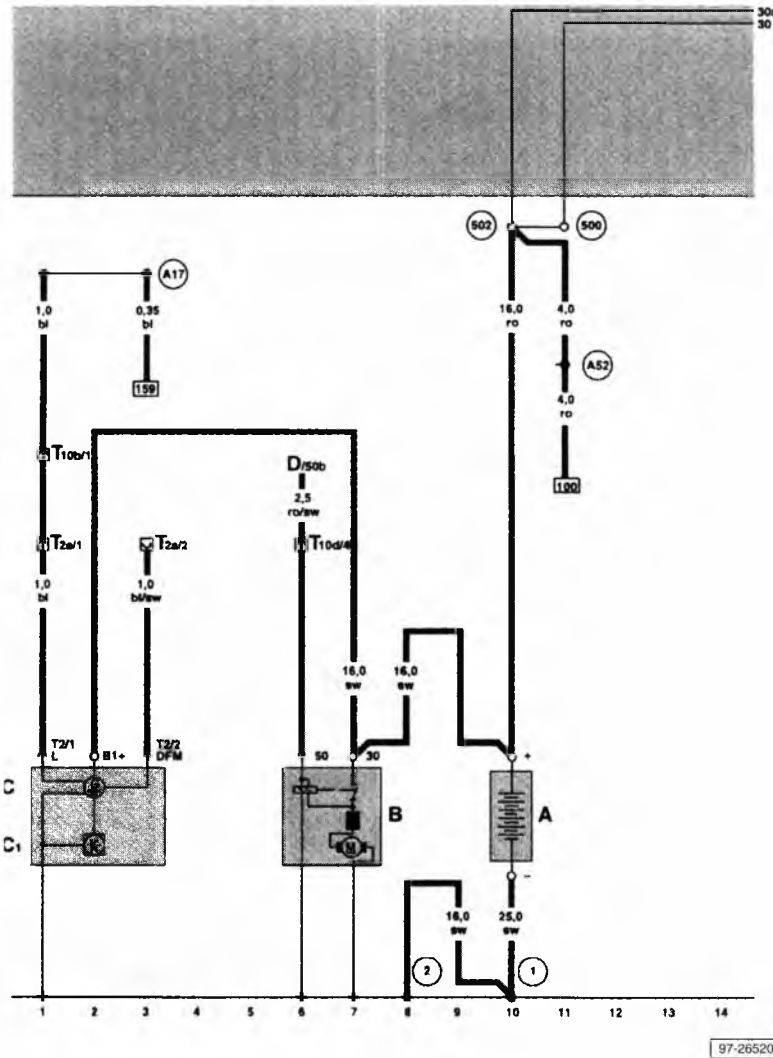 30a
30
502
500
A17
1,0
bl
0,35
bl
16,0
ro
4,0
ro
A52
159
4,0
ro
T10b/1
D/50b
100
2,5
ro/sw
T2a/1
T2a/2
T10d/4
1,0
bl
1,0
bl/sw
16,0
sw
16,0
sw
T2/1
L
B1+
T2/2
DFM
50
30
+
C
B
A
C1
K
M
−
16,0
sw
25,0
sw
2
1
1 2 3 4 5 6 7 8 9 10 11 12 13 14
97-26520